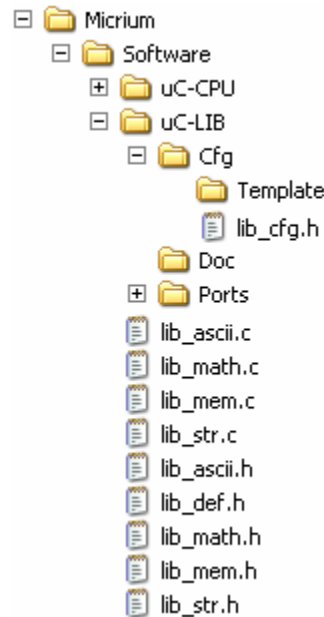 Micrium
Software
uC-CPU
uC-LIB
Cfg
Template
lib_cfg.h
Doc
Ports
lib_ascii.c
lib_math.c
lib_mem.c
lib_str.c
lib_ascii.h
lib_def.h
lib_math.h
lib_mem.h
lib_str.h